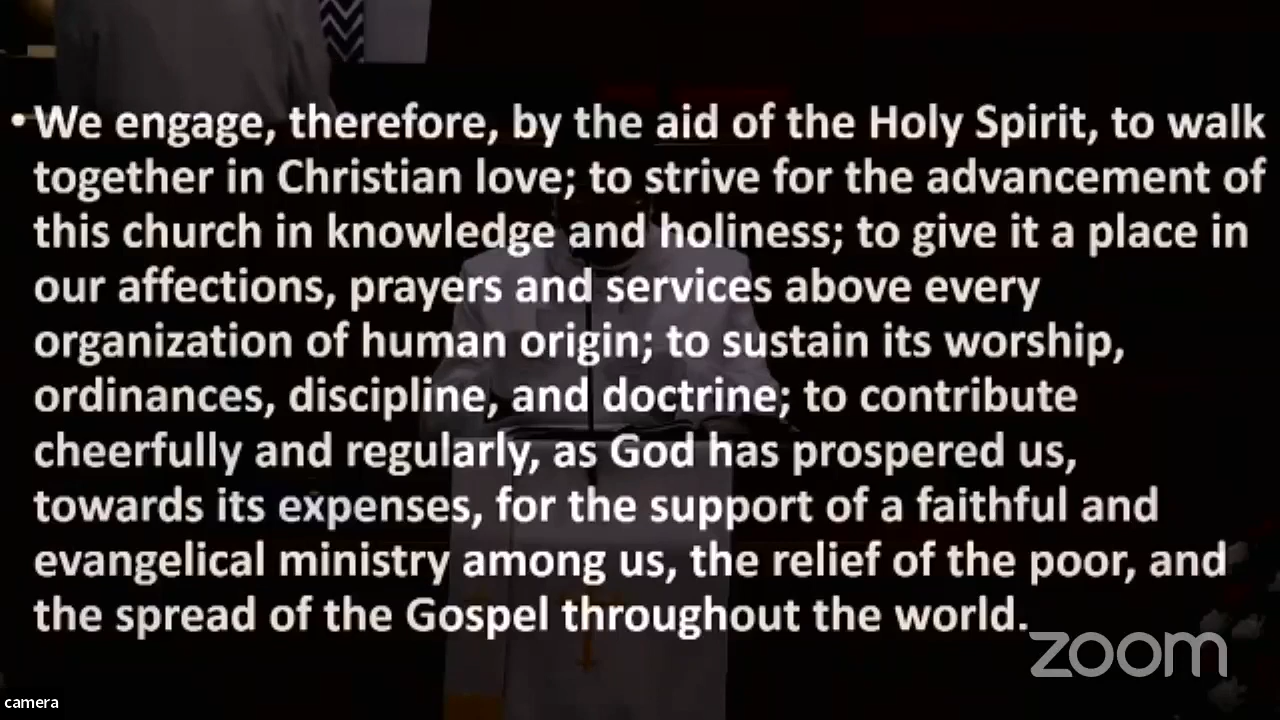 • We engage, therefore, by the aid of the Holy Spirit, to walk
together in Christian love; to strive for the advancement of
this church in knowledge and holiness; to give it a place in
our affections, prayers and services above every
organization of human origin; to sustain its worship,
ordinances, discipline, and doctrine; to contribute
cheerfully and regularly, as God has prospered us,
towards its expenses, for the support of a faithful and
evangelical ministry among us, the relief of the poor, and
the spread of the Gospel throughout the world.
zoom
camera